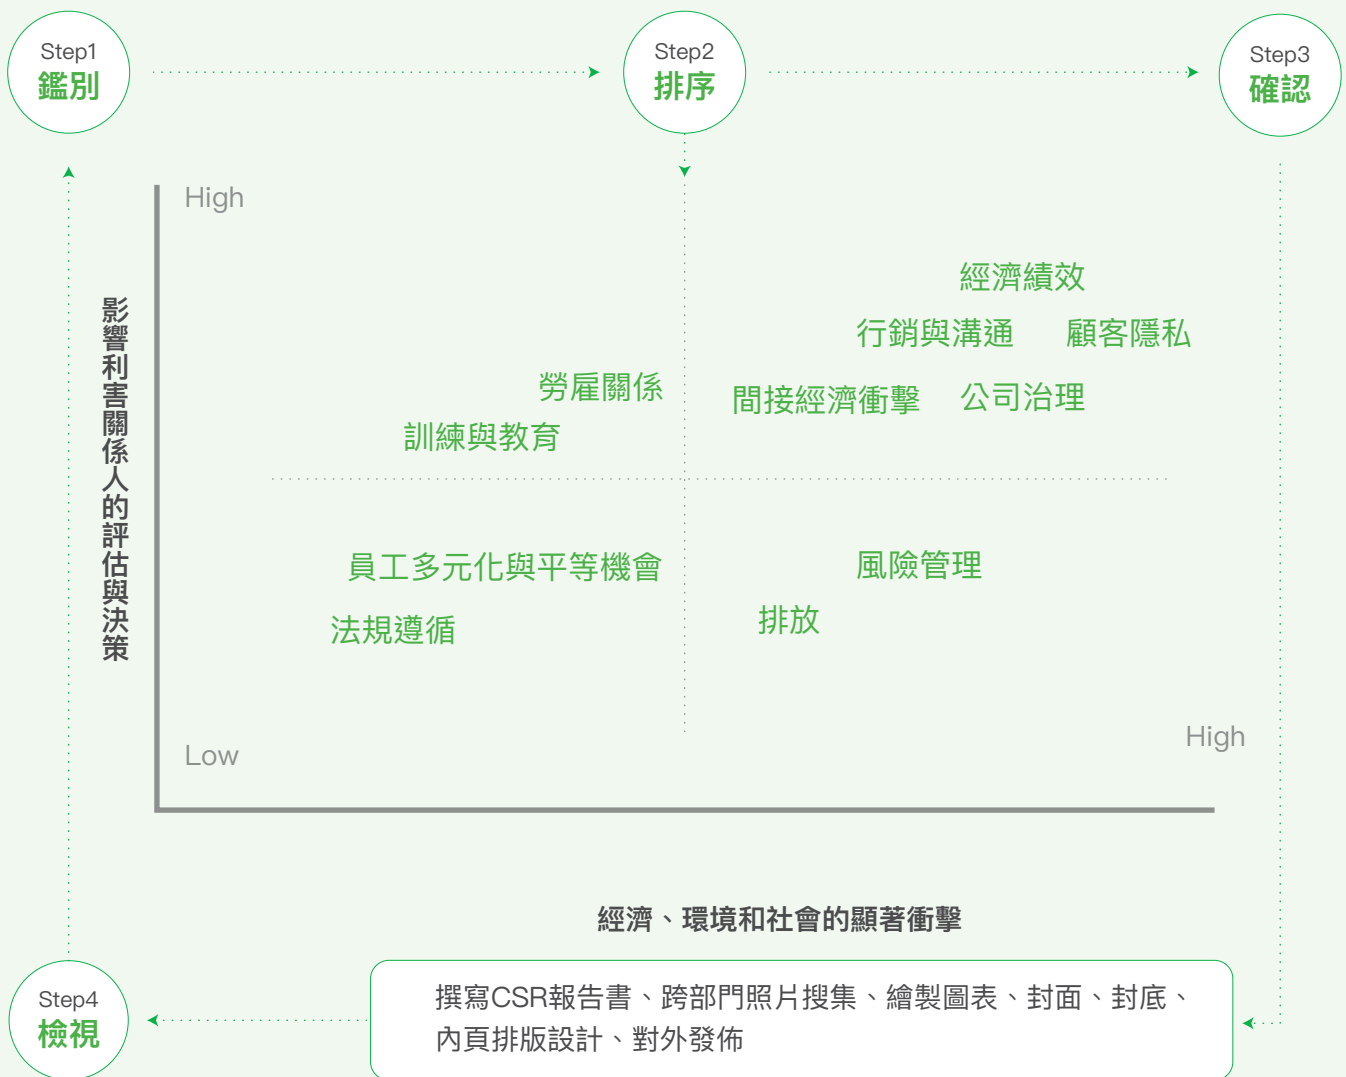 Step1
鑑別
Step2
排序
Step3
確認
High
經濟績效
行銷與溝通
顧客隱私
勞雇關係
間接經濟衝擊
公司治理
訓練與教育
影響利害關係人的評估與決策
員工多元化與平等機會
風險管理
排放
法規遵循
High
Low
經濟、環境和社會的顯著衝擊
Step4
檢視
撰寫CSR報告書、跨部門照片搜集、繪製圖表、封面、封底、
內頁排版設計、對外發佈